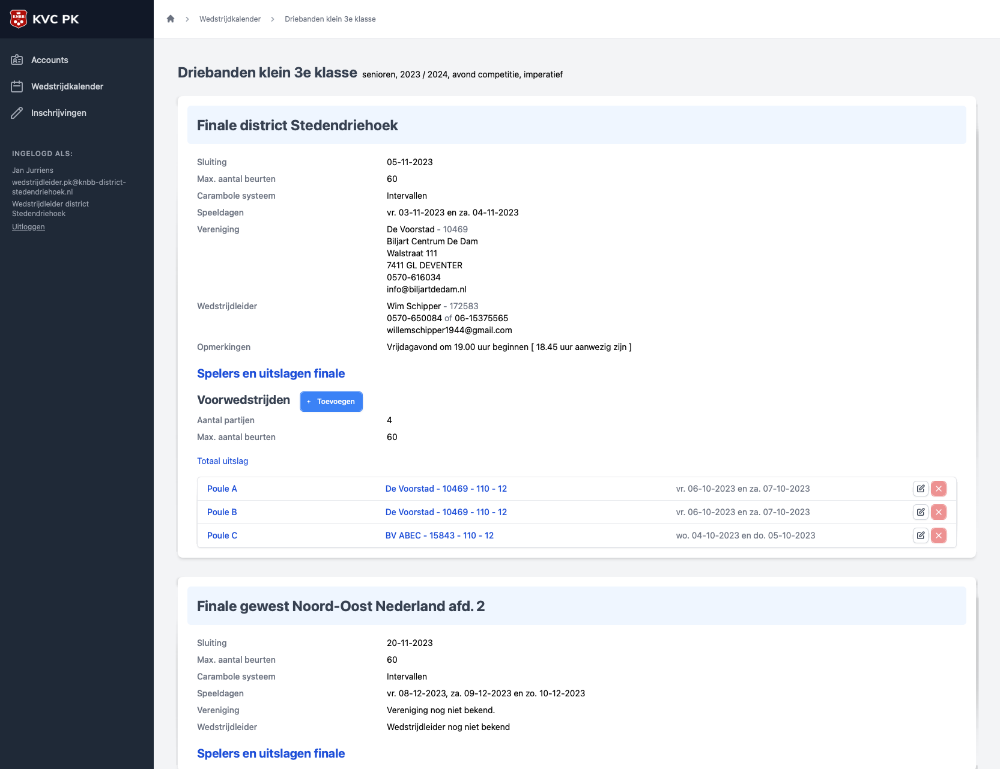 KNBB
KVC PK
Accounts
Wedstrijdkalender
Inschrijvingen
INGELOGD ALS:
Jan Jurriens
wedstrijdleider.pk@knbb-district-
stedendriehoek.nl
Wedstrijdleider district
Stedendriehoek
Uitloggen
Wedstrijdkalender
Driebanden klein 3e klasse
Driebanden klein 3e klasse senioren, 2023 / 2024, avond competitie, imperatief
Finale district Stedendriehoek
Sluiting 05-11-2023
Max. aantal beurten 60
Carambole systeem Intervallen
Speeldagen vr. 03-11-2023 en za. 04-11-2023
Vereniging De Voorstad - 10469
Biljart Centrum De Dam
Walstraat 111
7411 GL DEVENTER
0570-616034
info@biljartdedam.nl
Wedstrijdleider Wim Schipper - 172583
0570-650084 of 06-15375565
willemschipper1944@gmail.com
Opmerkingen Vrijdagavond om 19.00 uur beginnen [ 18.45 uur aanwezig zijn ]
Spelers en uitslagen finale
Voorwedstrijden + Toevoegen
Aantal partijen 4
Max. aantal beurten 60
Totaal uitslag
Poule A De Voorstad - 10469 - 110 - 12 vr. 06-10-2023 en za. 07-10-2023
Poule B De Voorstad - 10469 - 110 - 12 vr. 06-10-2023 en za. 07-10-2023
Poule C BV ABEC - 15843 - 110 - 12 wo. 04-10-2023 en do. 05-10-2023
Finale gewest Noord-Oost Nederland afd. 2
Sluiting 20-11-2023
Max. aantal beurten 60
Carambole systeem Intervallen
Speeldagen vr. 08-12-2023, za. 09-12-2023 en zo. 10-12-2023
Vereniging Vereniging nog niet bekend.
Wedstrijdleider Wedstrijdleider nog niet bekend
Spelers en uitslagen finale